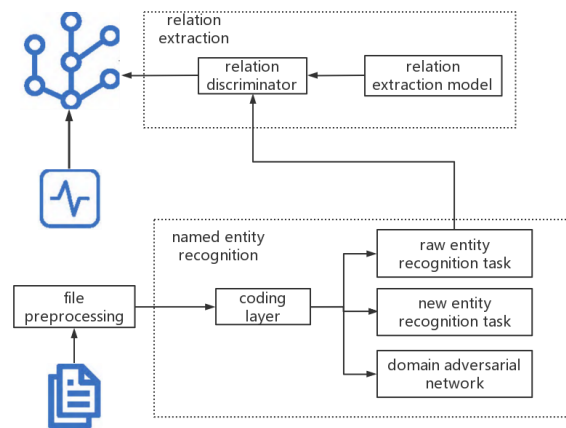 relation
extraction
relation
discriminator
relation
extraction model
named entity
recognition
raw entity
recognition task
file
preprocessing
coding
layer
new entity
recognition task
domain adversarial
network